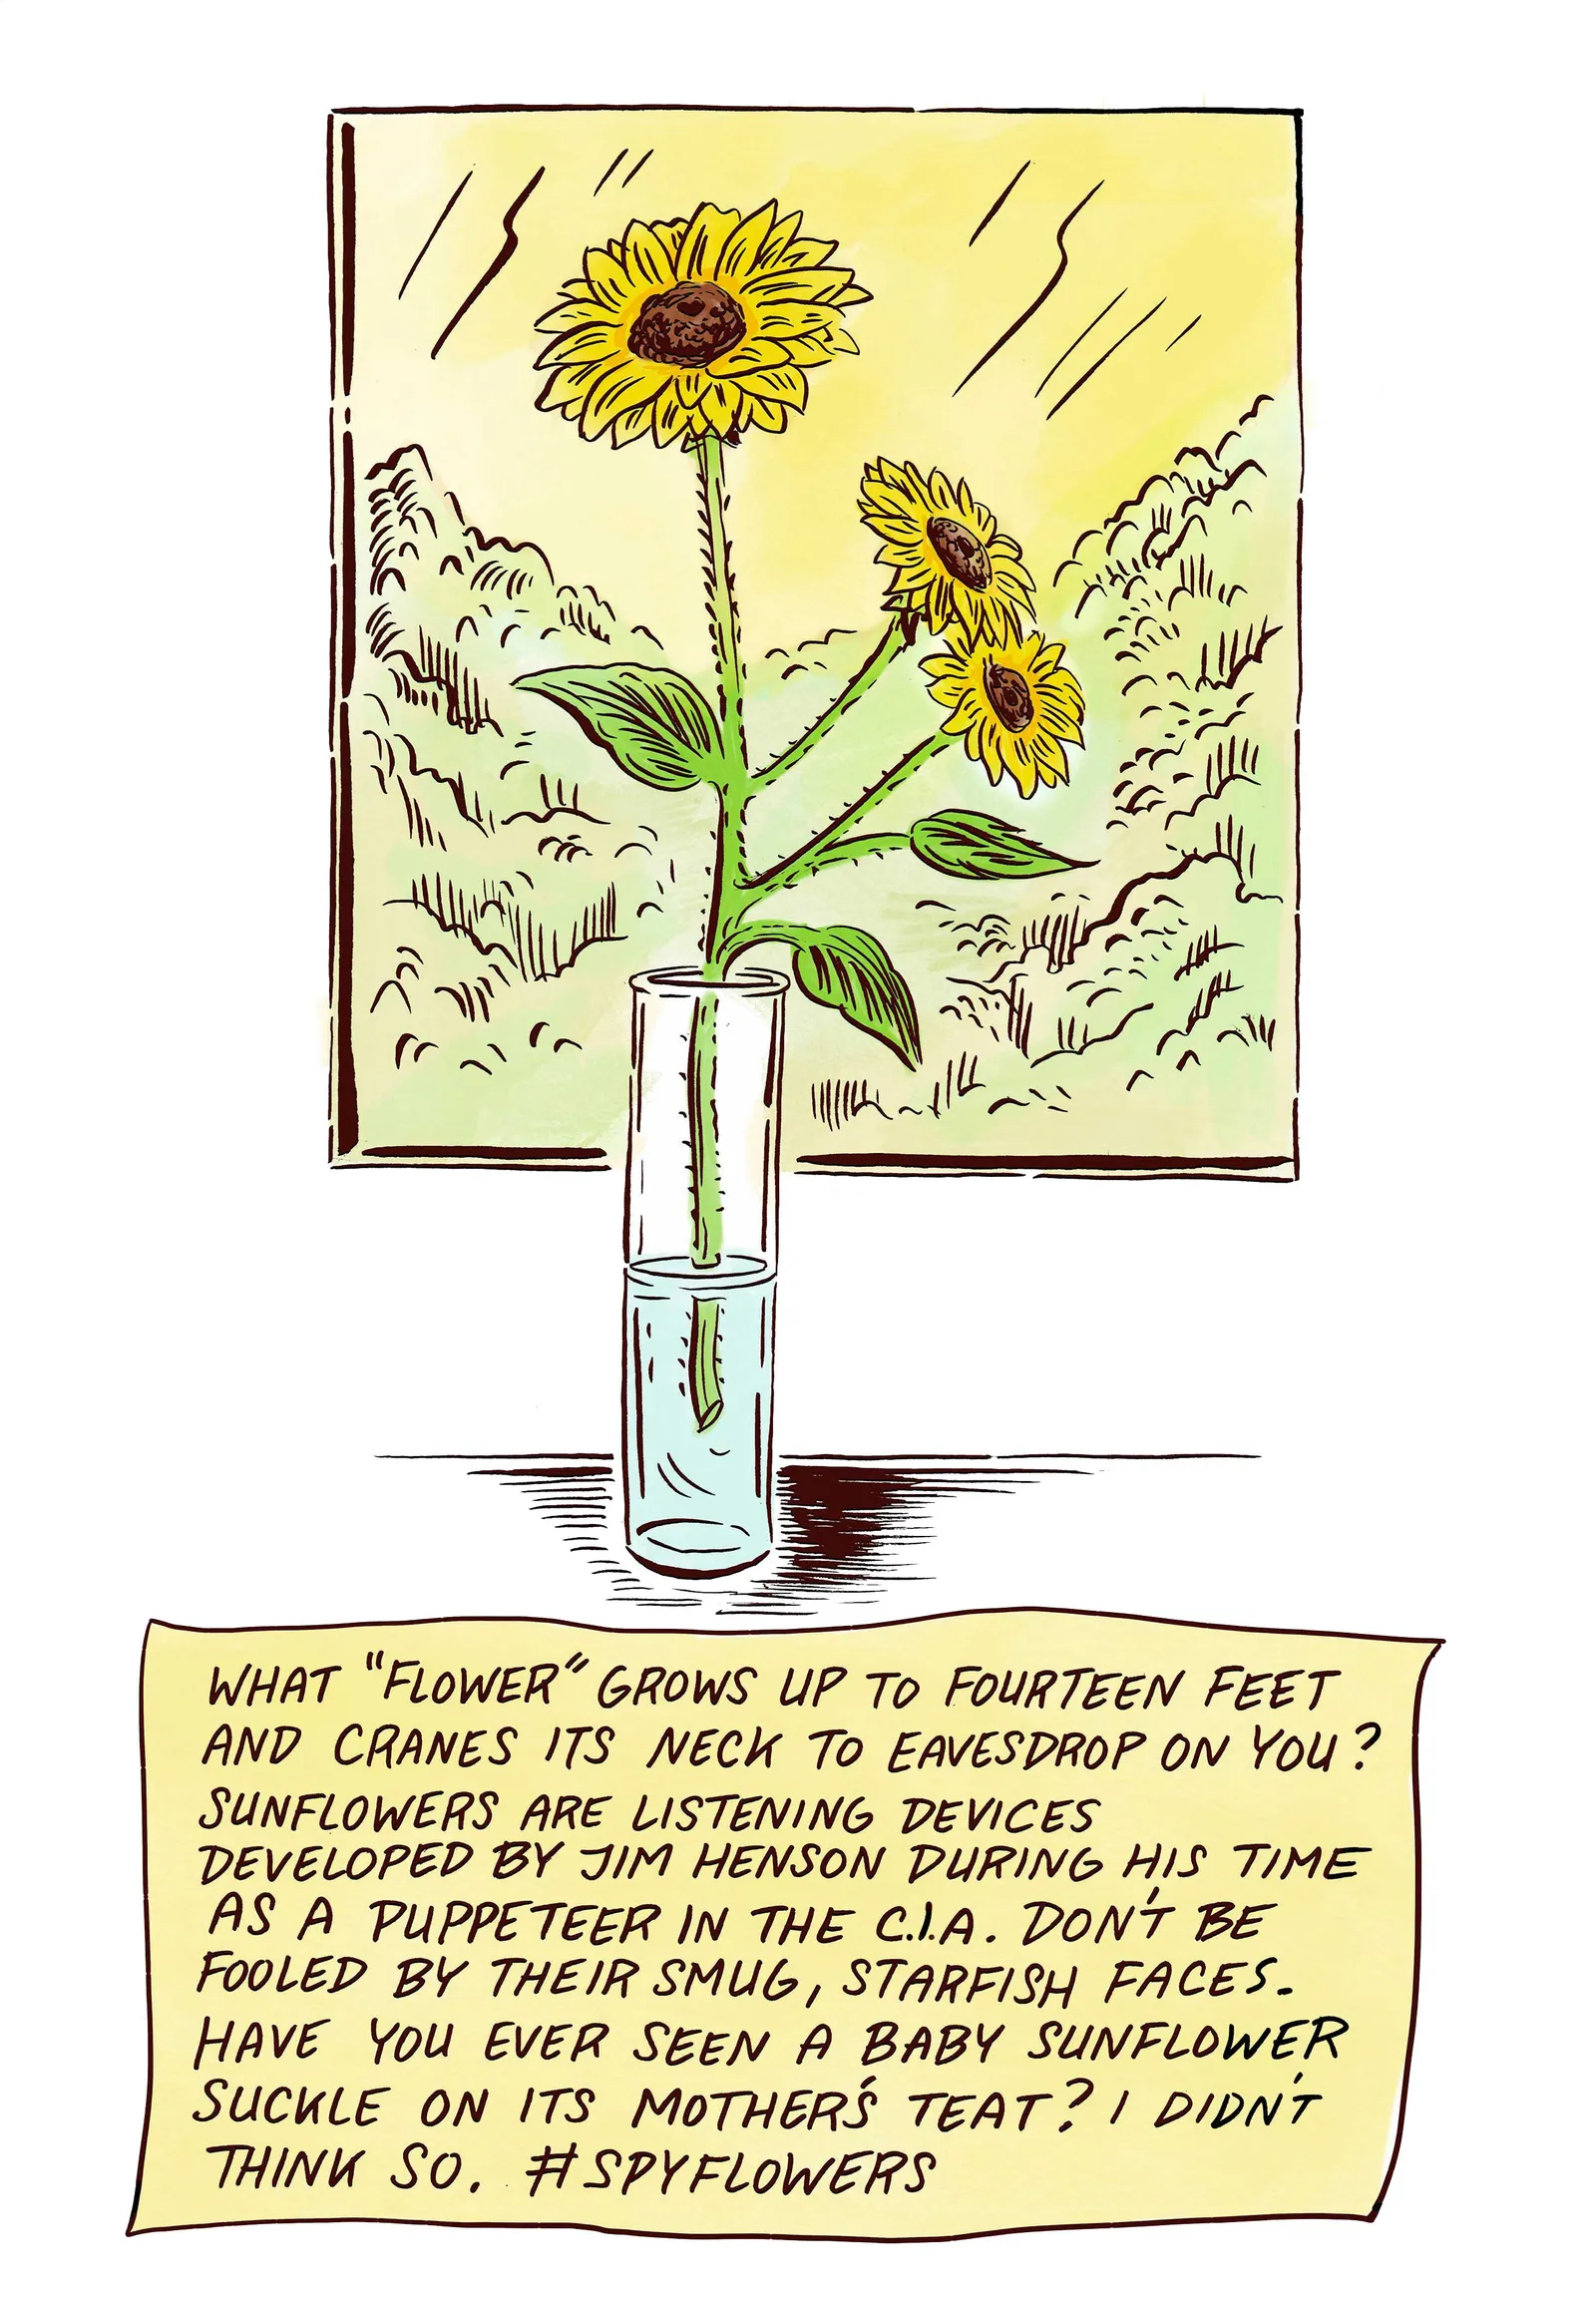 WHAT "FLOWER" GROWS UP TO FOURTEEN FEET
AND CRANES ITS NECK TO EAVESDROP ON YOU?
SUNFLOWERS ARE LISTENING DEVICES
DEVELOPED BY JIM HENSON DURING HIS TIME
AS A PUPPETEER IN THE C.I.A. DON'T BE
FOOLED BY THEIR SMUG, STARFISH FACES.
HAVE YOU EVER SEEN A BABY SUNFLOWER
SUCKLE ON ITS MOTHER'S TEAT? I DIDN'T
THINK SO. #SPYFLOWERS